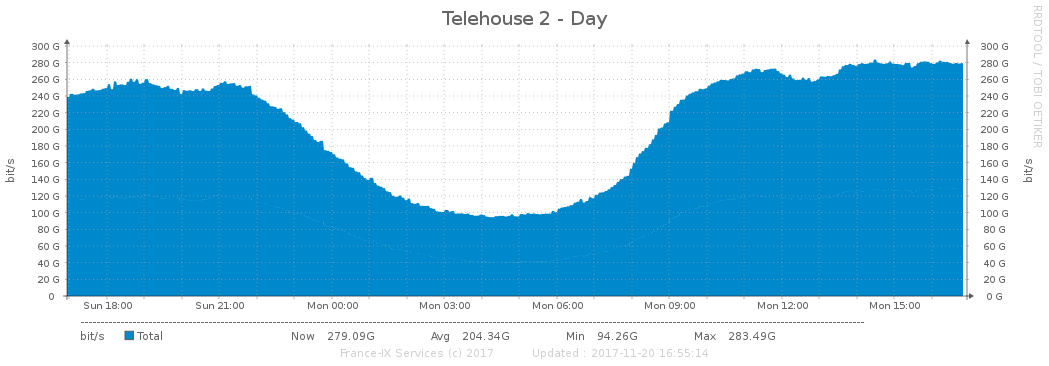 Telehouse 2 - Day
RRDTOOL / TOBI OETIKER
300 G 300 G
280 G 280 G
260 G 260 G
240 G 240 G
220 G 220 G
200 G 200 G
180 G 180 G
160 G 160 G
140 G 140 G
120 G 120 G
100 G 100 G
80 G 80 G
60 G 60 G
40 G 40 G
20 G 20 G
0 0 G
bit/s bit/s
Sun 18:00 Sun 21:00 Mon 00:00 Mon 03:00 Mon 06:00 Mon 09:00 Mon 12:00 Mon 15:00
bit/s Total Now 279.09G Avg 204.34G Min 94.26G Max 283.49G
France-IX Services (c) 2017 Updated : 2017-11-20 16:55:14